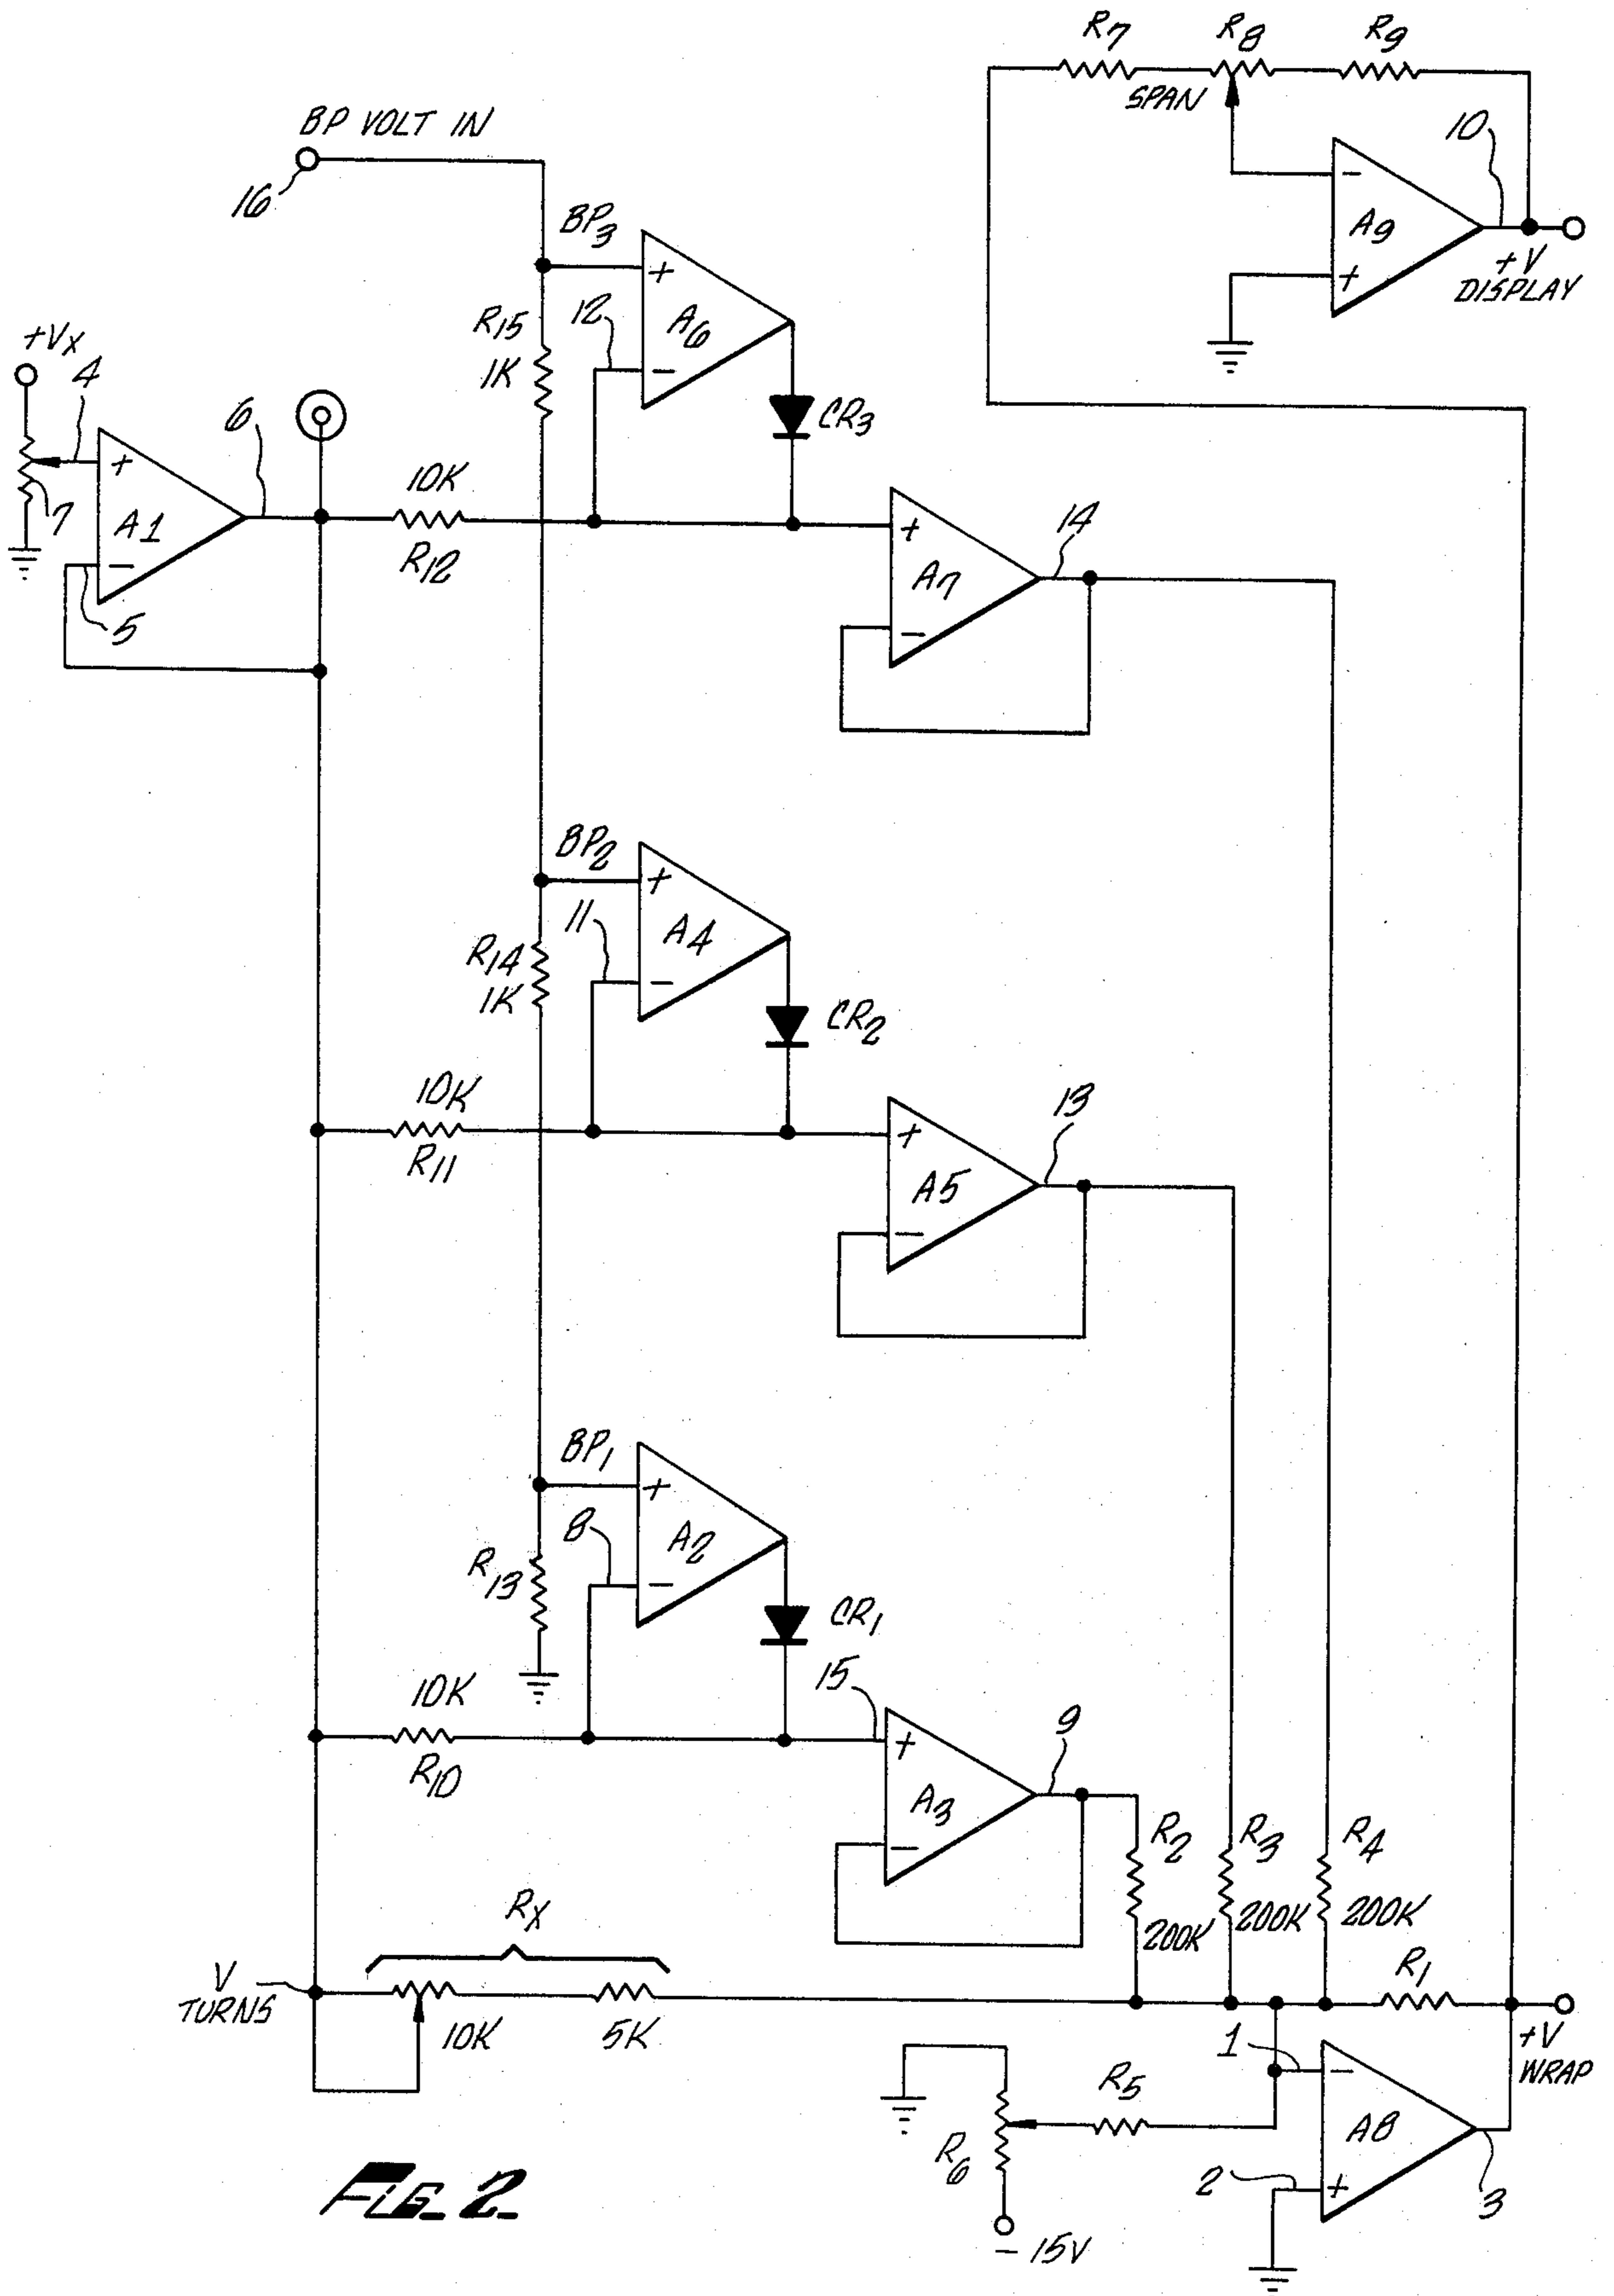 R7
R8
R9
SPAN
BP VOLT IN
16
10
BP3
+
A6
−
12
−
A9
+
+V
DISPLAY
R15
1K
+VX
4
6
CR3
+
A1
−
7
5
10K
R12
+
A7
−
14
BP2
+
A4
−
11
R14
1K
CR2
10K
R11
+
A5
−
13
BP1
+
A2
−
8
R13
CR1
15
10K
R10
+
A3
−
9
R2
200K
R3
200K
R4
200K
RX
V
TURNS
10K
5K
R1
+V
WRAP
1
−
A8
+
2
3
R5
R6
− 15V
FIG. 2